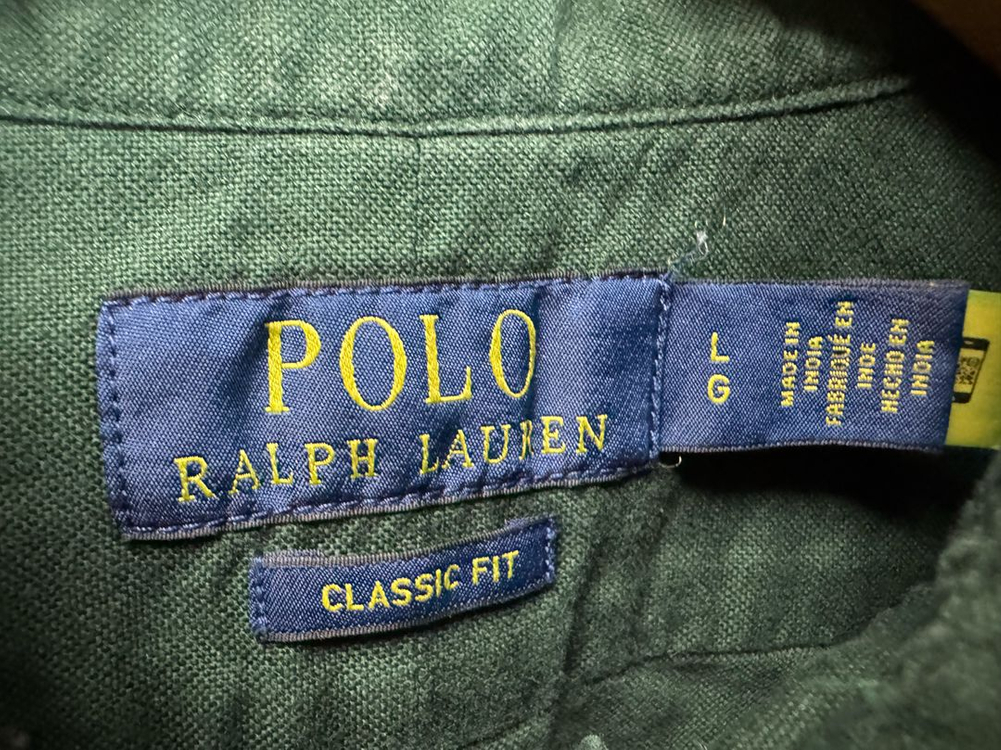 POLO
RALPH LAUREN
CLASSIC FIT
L
G
MADE IN
INDIA
FABRIQUÉ EN
INDE
HECHO EN
INDIA